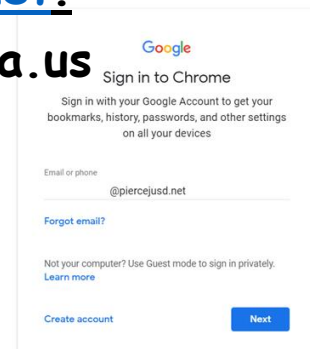 a.us
Google
Sign in to Chrome
Sign in with your Google Account to get your
bookmarks, history, passwords, and other settings
on all your devices
Email or phone
@piercejusd.net
Forgot email?
Not your computer? Use Guest mode to sign in privately.
Learn more
Create account
Next